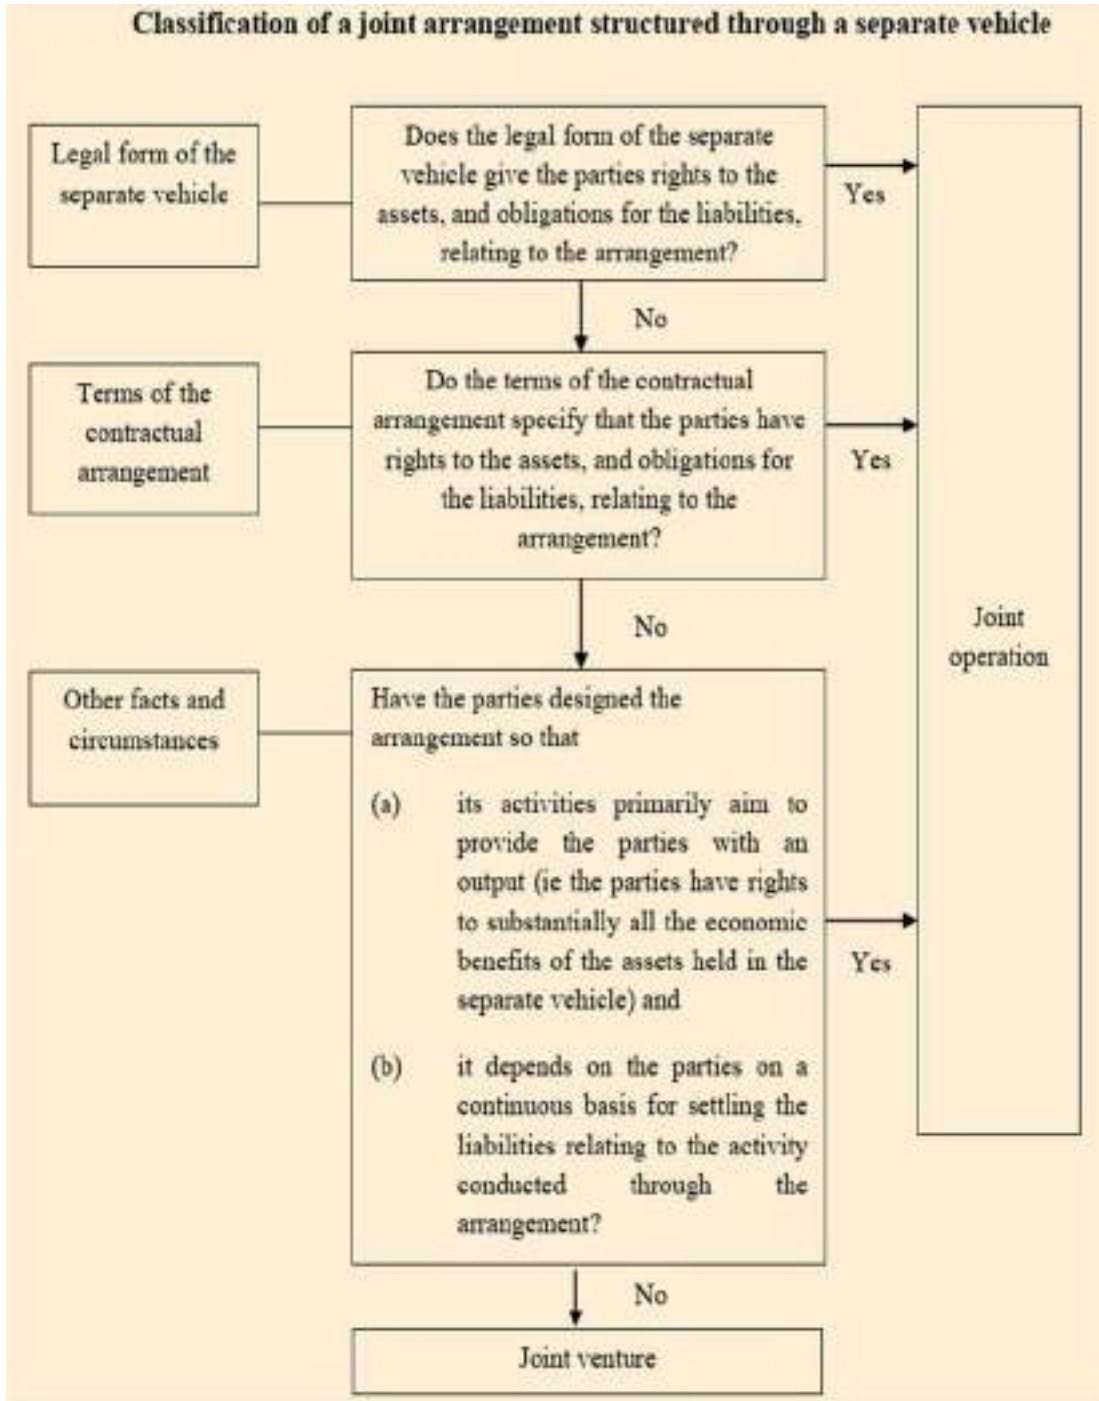 Classification of a joint arrangement structured through a separate vehicle
Legal form of the
separate vehicle
Does the legal form of the separate
vehicle give the parties rights to the
assets, and obligations for the liabilities,
relating to the arrangement?
Yes
No
Terms of the
contractual
arrangement
Do the terms of the contractual
arrangement specify that the parties have
rights to the assets, and obligations for
the liabilities, relating to the
arrangement?
Yes
No
Joint
operation
Other facts and
circumstances
Have the parties designed the
arrangement so that
(a) its activities primarily aim to
provide the parties with an
output (ie the parties have rights
to substantially all the economic
benefits of the assets held in the
separate vehicle) and
Yes
(b) it depends on the parties on a
continuous basis for settling the
liabilities relating to the activity
conducted through the
arrangement?
No
Joint venture